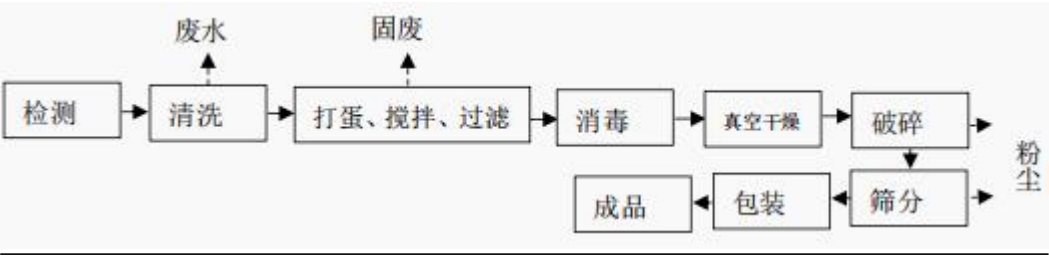 废水
固废
检测
清洗
打蛋、搅拌、过滤
消毒
真空干燥
破碎
粉尘
筛分
包装
成品